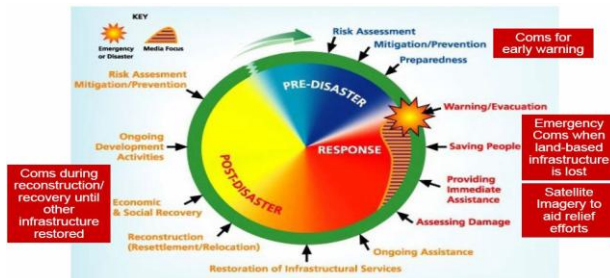 KEY
Emergency
or Disaster
Media Focus
Risk Assessment
Mitigation/Prevention
Preparedness
Coms for
early warning
Risk Assesment
Mitigation/Prevention
PRE-DISASTER
Warning/Evacuation
Ongoing
Development
Activities
RESPONSE
Saving People
Emergency
Coms when
land-based
infrastructure
is lost
Coms during
reconstruction/
recovery until
other
infrastructure
restored
POST-DISASTER
Providing
Immediate
Assistance
Satellite
Imagery to
aid relief
efforts
Economic
& Social Recovery
Assessing Damage
Reconstruction
(Resettlement/Relocation)
Ongoing Assistance
Restoration of Infrastructural Services